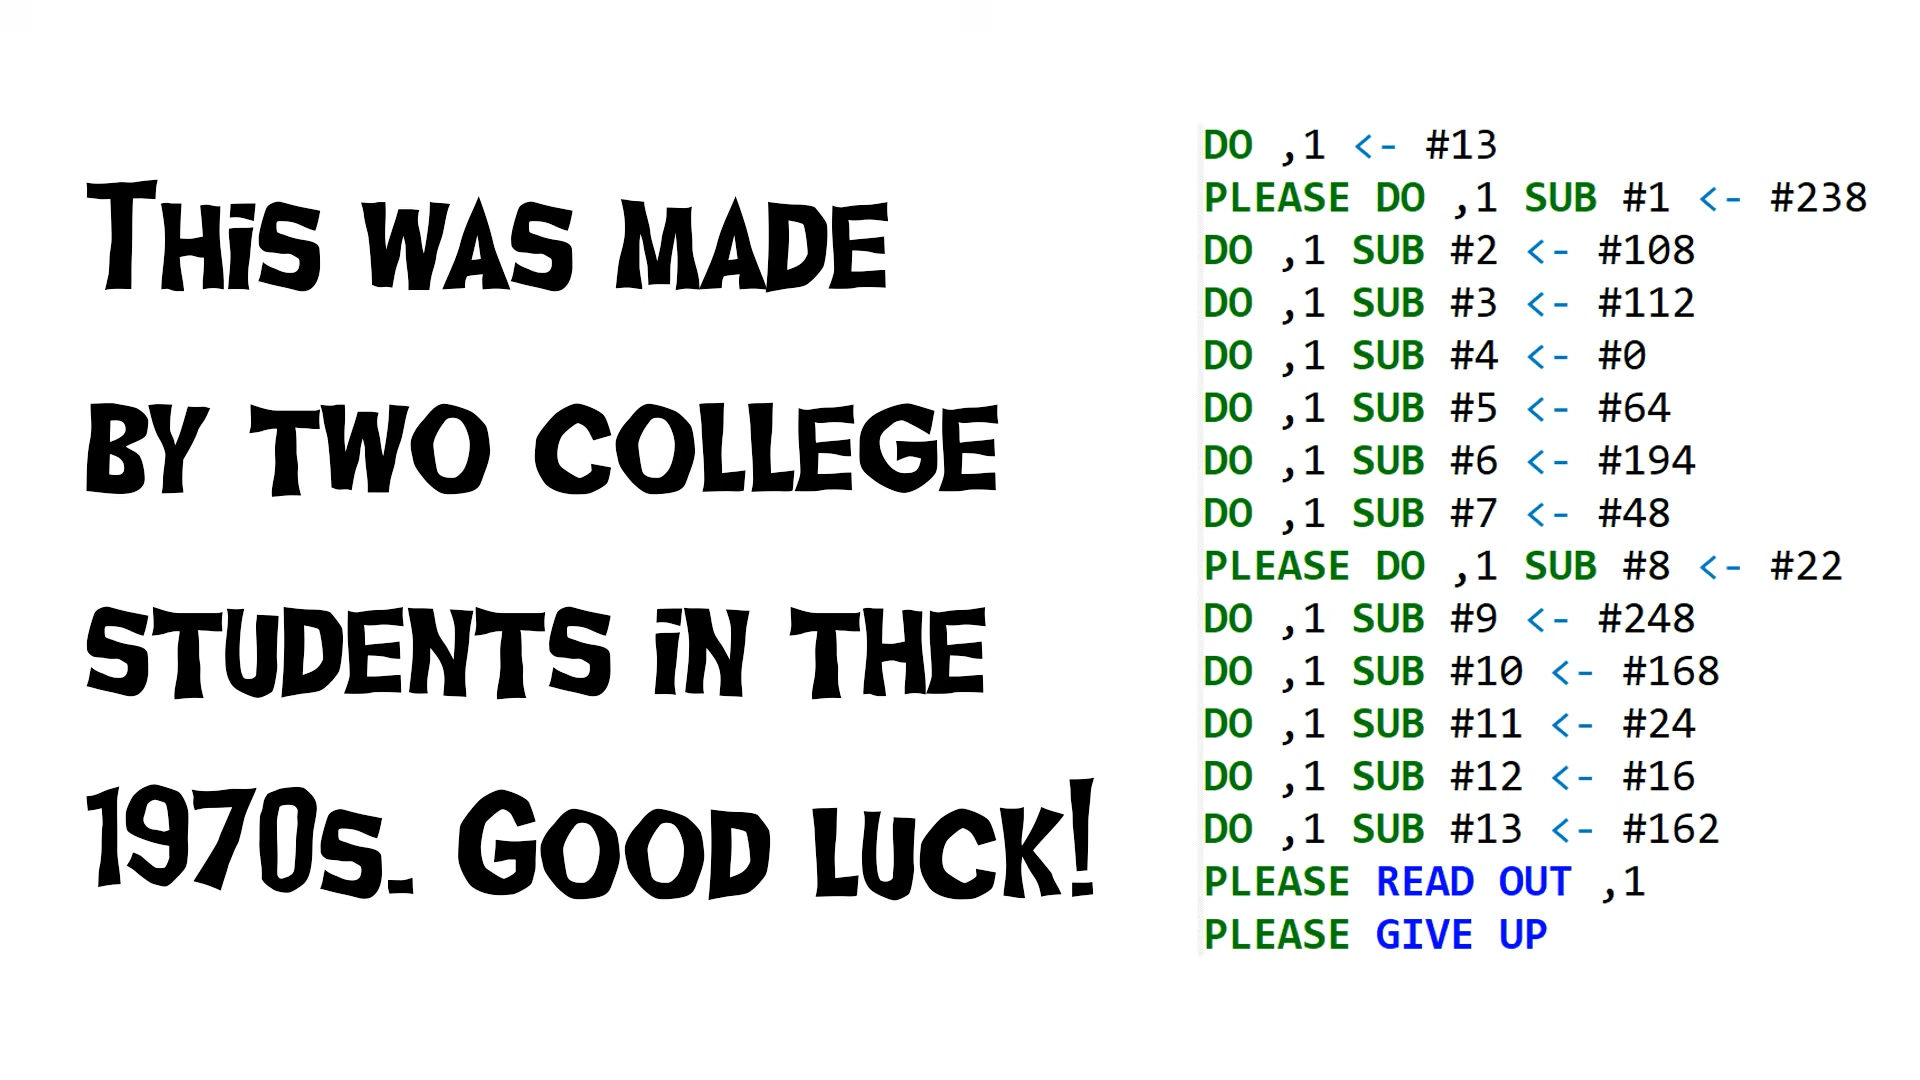 This was made
by two college
students in the
1970s. Good luck!
DO ,1 <- #13
PLEASE DO ,1 SUB #1 <- #238
DO ,1 SUB #2 <- #108
DO ,1 SUB #3 <- #112
DO ,1 SUB #4 <- #0
DO ,1 SUB #5 <- #64
DO ,1 SUB #6 <- #194
DO ,1 SUB #7 <- #48
PLEASE DO ,1 SUB #8 <- #22
DO ,1 SUB #9 <- #248
DO ,1 SUB #10 <- #168
DO ,1 SUB #11 <- #24
DO ,1 SUB #12 <- #16
DO ,1 SUB #13 <- #162
PLEASE READ OUT ,1
PLEASE GIVE UP